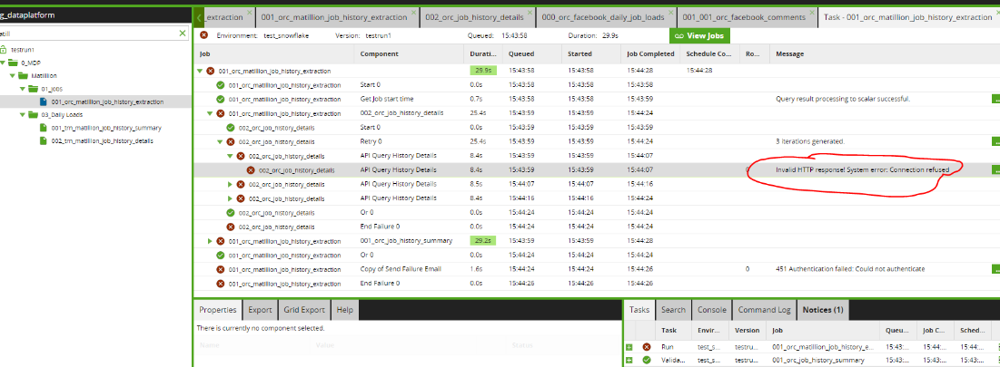 g_dataplatform
_extraction
001_orc_matillion_job_history_extraction
002_orc_job_history_details
000_orc_facebook_daily_job_loads
001_001_orc_facebook_comments
Task - 001_orc_matillion_job_history_extraction
atill
Environment: test_snowflake Version: testrun1 Queued: 15:43:58 Duration: 29.9s View Jobs
testrun1
0_MDP
Matillion
01_Jobs
001_orc_matillion_job_history_extraction
03_Daily Loads
001_trn_matillion_job_history_summary
002_trn_matillion_job_history_details
Job Component Durati... Queued Started Job Completed Schedule Co... Ro... Message
001_orc_matillion_job_history_extraction 29.9s 15:43:58 15:43:58 15:44:28 15:44:28
001_orc_matillion_job_history_extraction Start 0 0.0s 15:43:58 15:43:58 15:43:58
001_orc_matillion_job_history_extraction Get Job start time 0.7s 15:43:58 15:43:58 15:43:59 Query result processing to scalar successful.
001_orc_matillion_job_history_extraction 002_orc_job_history_details 25.4s 15:43:59 15:43:59 15:44:24
002_orc_job_history_details Start 0 0.0s 15:43:59 15:43:59 15:43:59
002_orc_job_history_details Retry 0 25.4s 15:43:59 15:43:59 15:44:24 3 iterations generated.
002_orc_job_history_details API Query History Details 8.4s 15:43:59 15:43:59 15:44:07
002_orc_job_history_details API Query History Details 8.4s 15:43:59 15:43:59 15:44:07 0 Invalid HTTP response! System error: Connection refused
002_orc_job_history_details API Query History Details 8.5s 15:44:07 15:44:07 15:44:16
002_orc_job_history_details API Query History Details 8.4s 15:44:16 15:44:16 15:44:24
002_orc_job_history_details Or 0 0.0s 15:44:24 15:44:24 15:44:24
002_orc_job_history_details End Failure 0 0.0s 15:44:24 15:44:24 15:44:24
001_orc_matillion_job_history_extraction 001_orc_job_history_summary 29.2s 15:43:59 15:43:59 15:44:28
001_orc_matillion_job_history_extraction Or 0 0.0s 15:44:24 15:44:24 15:44:24
001_orc_matillion_job_history_extraction Copy of Send Failure Email 1.6s 15:44:24 15:44:24 15:44:26 0 451 Authentication failed: Could not authenticate
001_orc_matillion_job_history_extraction End Failure 0 0.0s 15:44:26 15:44:26 15:44:26
Properties Export Grid Export Help
There is currently no component selected.
Name Value Status
Tasks Search Console Command Log Notices (1)
Task Envir... Version Job Queu... Job C... Sched...
Run test_s... testru... 001_orc_matillion_job_history_e... 15:43:... 15:44:... 15:44:...
Valida... test_s... testru... 001_orc_job_history_summary 15:43:... 15:43:... 15:43:...